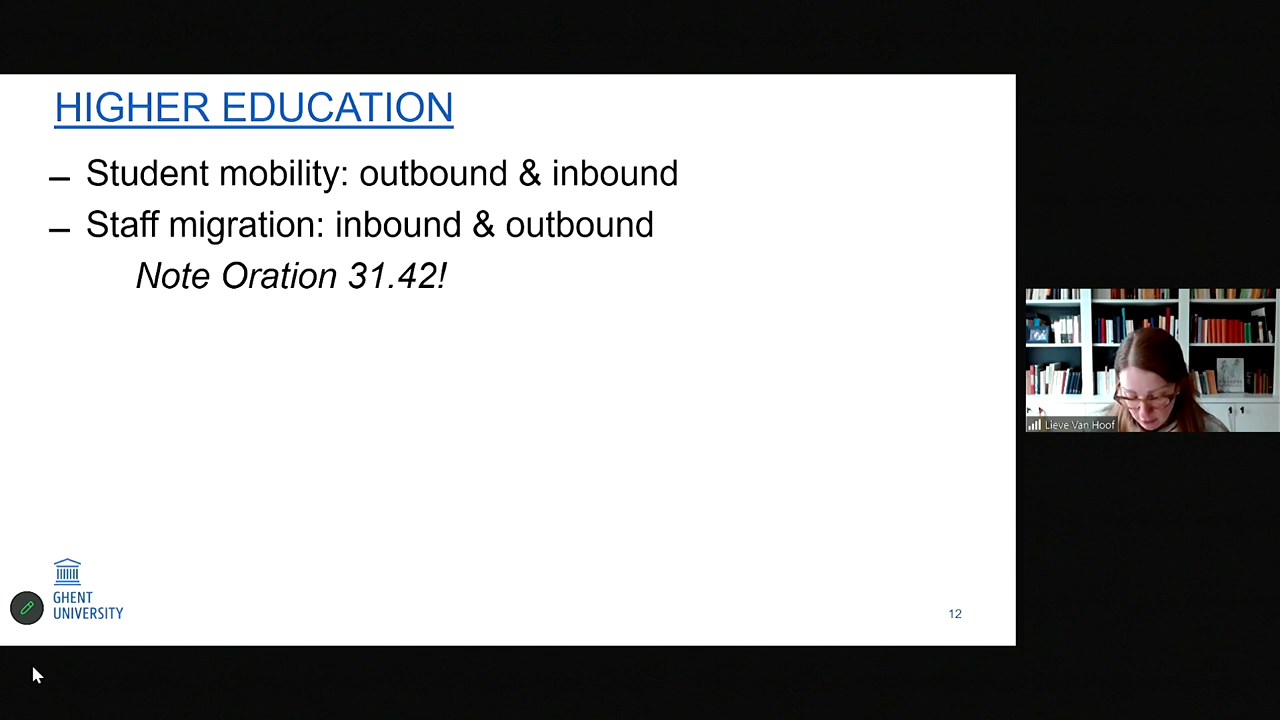 HIGHER EDUCATION
– Student mobility: outbound & inbound
– Staff migration: inbound & outbound
Note Oration 31.42!
Lieve Van Hoof
GHENT
UNIVERSITY
12